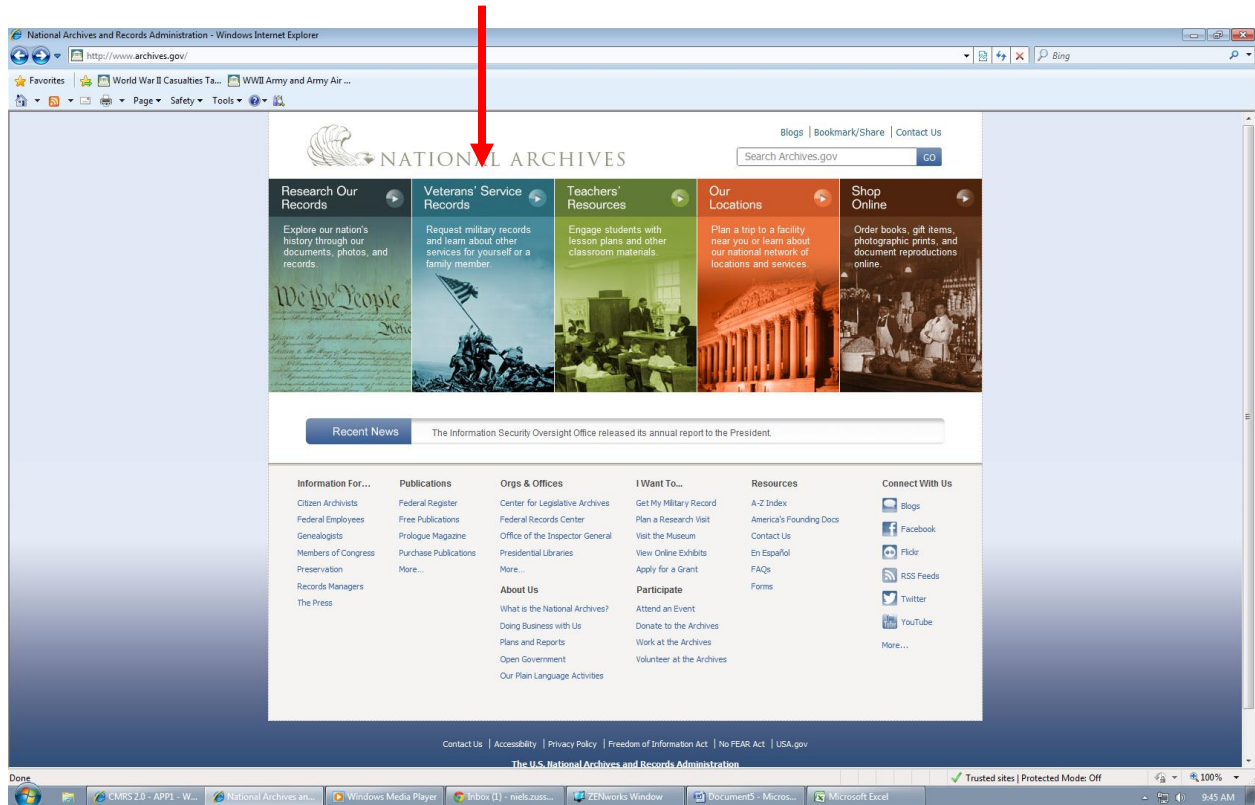 National Archives and Records Administration - Windows Internet Explorer
http://www.archives.gov/
Bing
Favorites
World War II Casualties Ta...
WWII Army and Army Air ...
Page
Safety
Tools
Blogs | Bookmark/Share | Contact Us
NATIONAL ARCHIVES
Search Archives.gov
GO
Research Our
Records
Explore our nation's
history through our
documents, photos, and
records.
We the People
Veterans' Service
Records
Request military records
and learn about other
services for yourself or a
family member.
Teachers'
Resources
Engage students with
lesson plans and other
classroom materials.
Our
Locations
Plan a trip to a facility
near you or learn about
our national network of
locations and services.
Shop
Online
Order books, gift items,
photographic prints, and
document reproductions
online.
Recent News
The Information Security Oversight Office released its annual report to the President.
Information For...
Citizen Archivists
Federal Employees
Genealogists
Members of Congress
Preservation
Records Managers
The Press
Publications
Federal Register
Free Publications
Prologue Magazine
Purchase Publications
More...
Orgs & Offices
Center for Legislative Archives
Federal Records Center
Office of the Inspector General
Presidential Libraries
More...
About Us
What is the National Archives?
Doing Business with Us
Plans and Reports
Open Government
Our Plain Language Activities
I Want To...
Get My Military Record
Plan a Research Visit
Visit the Museum
View Online Exhibits
Apply for a Grant
Participate
Attend an Event
Donate to the Archives
Work at the Archives
Volunteer at the Archives
Resources
A-Z Index
America's Founding Docs
Contact Us
En Español
FAQs
Forms
Connect With Us
Blogs
Facebook
Flickr
RSS Feeds
Twitter
YouTube
More...
Contact Us | Accessibility | Privacy Policy | Freedom of Information Act | No FEAR Act | USA.gov
The U.S. National Archives and Records Administration
Done
Trusted sites | Protected Mode: Off
100%
CMRS 2.0 - APP1 - W...
National Archives an...
Windows Media Player
Inbox (1) - niels.zuss...
ZENworks Window
Document5 - Micros...
Microsoft Excel
9:45 AM